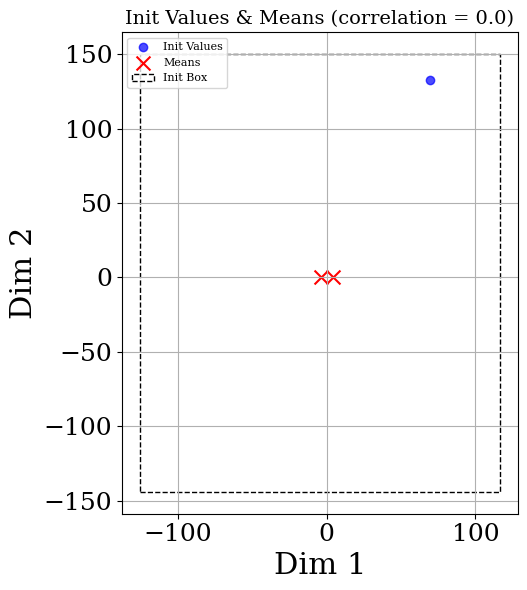 Init Values & Means (correlation = 0.0)
Init Values
Means
Init Box
150
100
50
0
−50
−100
−150
Dim 2
−100
0
100
Dim 1